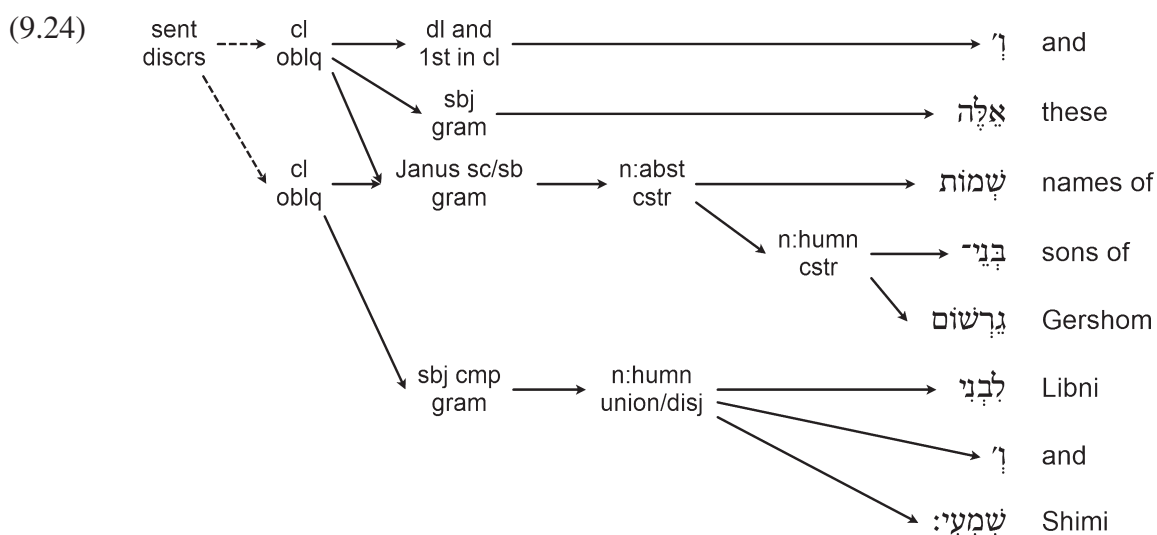 (9.24)
sent discrs
cl oblq
dl and 1st in cl
וְ׳ and
sbj gram
אֵלֶּה these
cl oblq
Janus sc/sb gram
n:abst cstr
שְׁמוֹת names of
n:humn cstr
בְּנֵי־ sons of
גֵּרְשׁוֹם Gershom
sbj cmp gram
n:humn union/disj
לִבְנִי Libni
וְ׳ and
שִׁמְעִי׃ Shimi